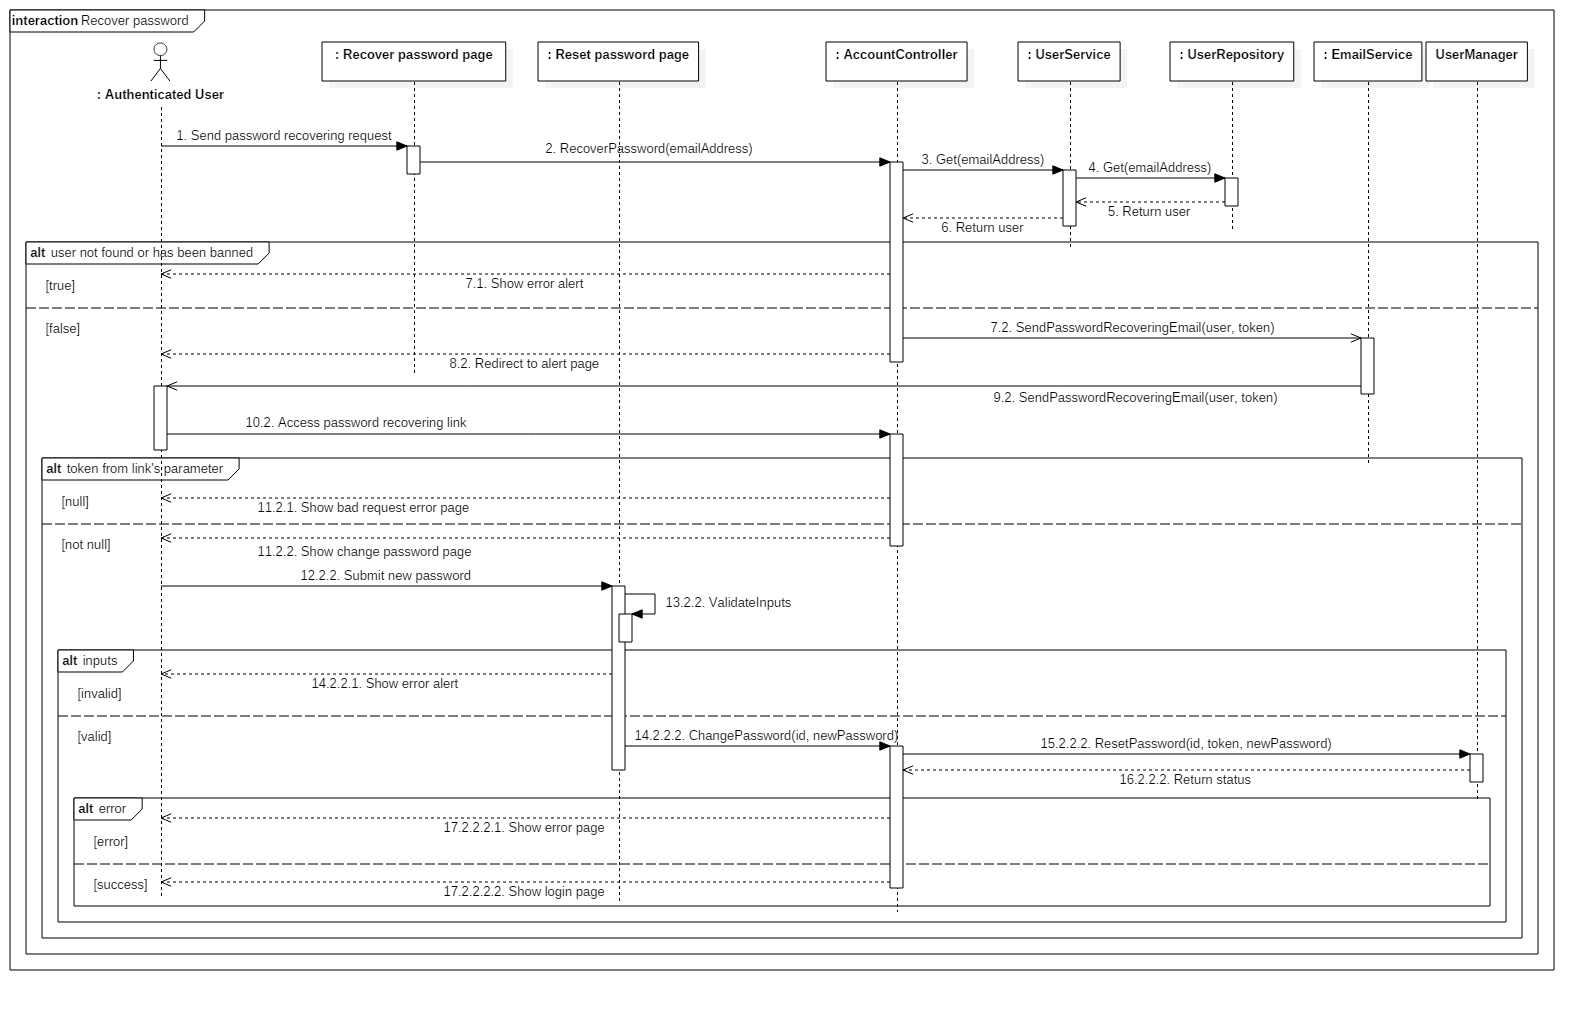 interaction Recover password
: Authenticated User
: Recover password page
: Reset password page
: AccountController
: UserService
: UserRepository
: EmailService
UserManager
1. Send password recovering request
2. RecoverPassword(emailAddress)
3. Get(emailAddress)
4. Get(emailAddress)
5. Return user
6. Return user
alt user not found or has been banned
7.1. Show error alert
[true]
[false]
7.2. SendPasswordRecoveringEmail(user, token)
8.2. Redirect to alert page
9.2. SendPasswordRecoveringEmail(user, token)
10.2. Access password recovering link
alt token from link's parameter
[null]
11.2.1. Show bad request error page
[not null]
11.2.2. Show change password page
12.2.2. Submit new password
13.2.2. ValidateInputs
alt inputs
14.2.2.1. Show error alert
[invalid]
[valid]
14.2.2.2. ChangePassword(id, newPassword)
15.2.2.2. ResetPassword(id, token, newPassword)
16.2.2.2. Return status
alt error
17.2.2.2.1. Show error page
[error]
[success]
17.2.2.2.2. Show login page